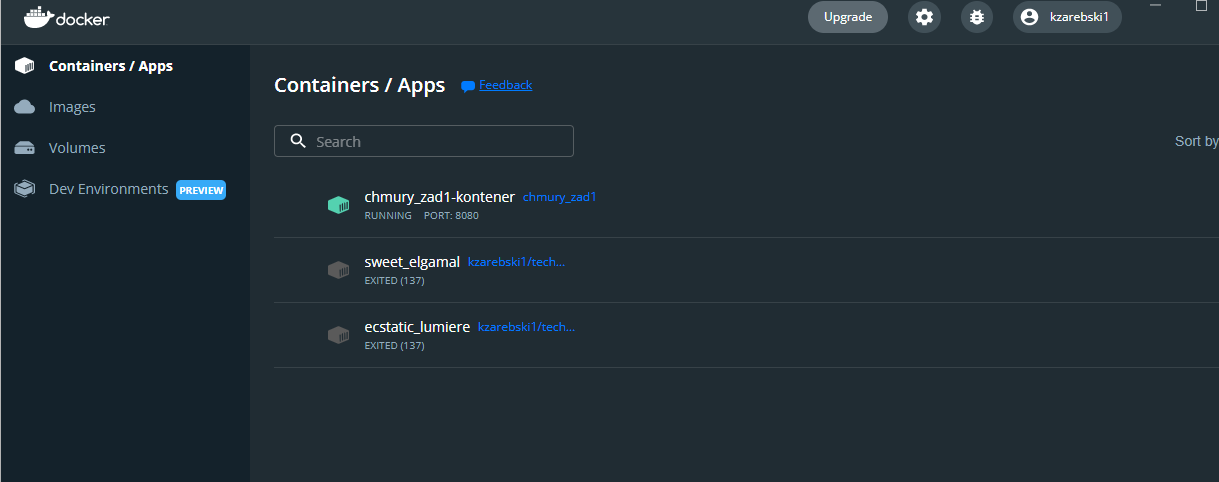 docker
Upgrade
kzarebski1
Containers / Apps
Images
Volumes
Dev Environments PREVIEW
Containers / Apps Feedback
Search
Sort by
chmury_zad1-kontener chmury_zad1
RUNNING PORT: 8080
sweet_elgamal kzarebski1/tech...
EXITED (137)
ecstatic_lumiere kzarebski1/tech...
EXITED (137)